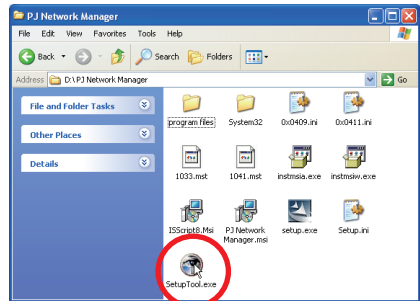 PJ Network Manager
File Edit View Favorites Tools Help
Back Search Folders
Address D:\PJ Network Manager Go
File and Folder Tasks
Other Places
Details
program files System32 0x0409.ini 0x0411.ini
1033.mst 1041.mst instmsia.exe instmsiw.exe
ISScript8.Msi PJ Network Manager.msi setup.exe Setup.ini
SetupTool.exe